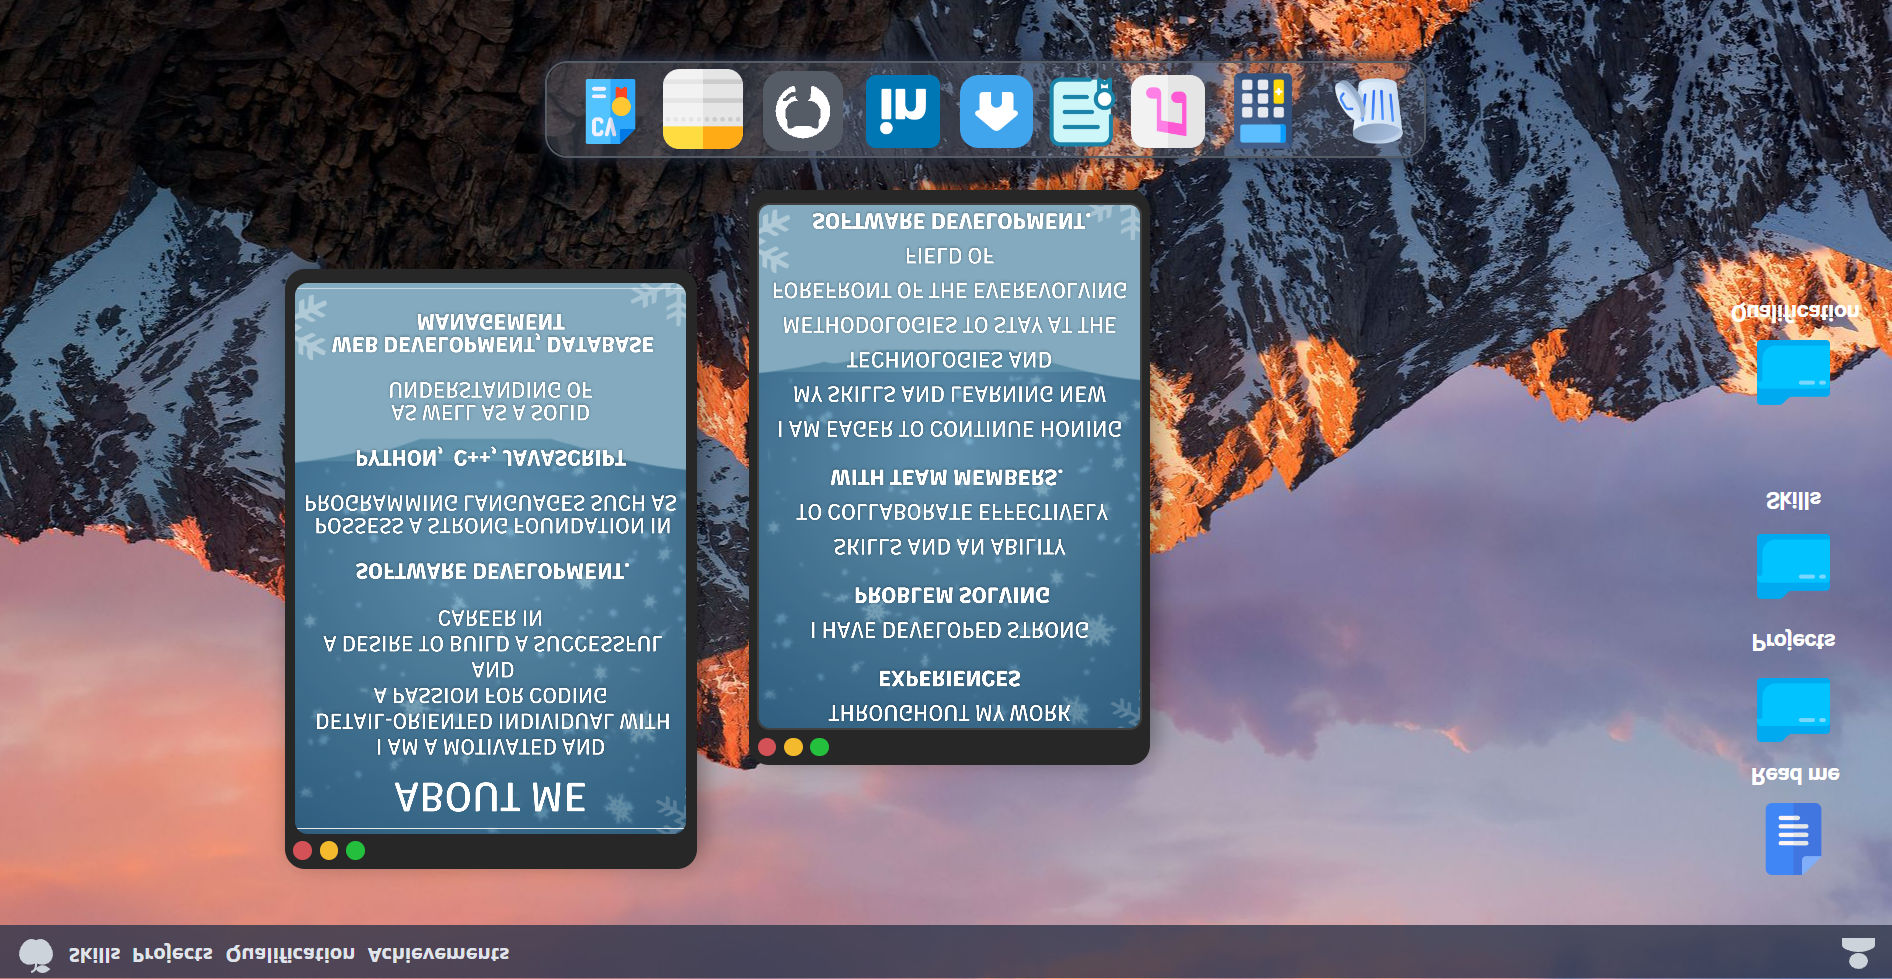 Skills Projects Qualification Achievements
Read me
Projects
Skills
Qualification
ABOUT ME
I AM A MOTIVATED AND
DETAIL-ORIENTED INDIVIDUAL WITH
A PASSION FOR CODING
AND
A DESIRE TO BUILD A SUCCESSFUL
CAREER IN
SOFTWARE DEVELOPMENT.
POSSESS A STRONG FOUNDATION IN
PROGRAMMING LANGUAGES SUCH AS
PYTHON, C++, JAVASCRIPT
AS WELL AS A SOLID
UNDERSTANDING OF
WEB DEVELOPMENT, DATABASE
MANAGEMENT
THROUGHOUT MY WORK
EXPERIENCES
I HAVE DEVELOPED STRONG
PROBLEM SOLVING
SKILLS AND AN ABILITY
TO COLLABORATE EFFECTIVELY
WITH TEAM MEMBERS.
I AM EAGER TO CONTINUE HONING
MY SKILLS AND LEARNING NEW
TECHNOLOGIES AND
METHODOLOGIES TO STAY AT THE
FOREFRONT OF THE EVEREVOLVING
FIELD OF
SOFTWARE DEVELOPMENT.
CV
in